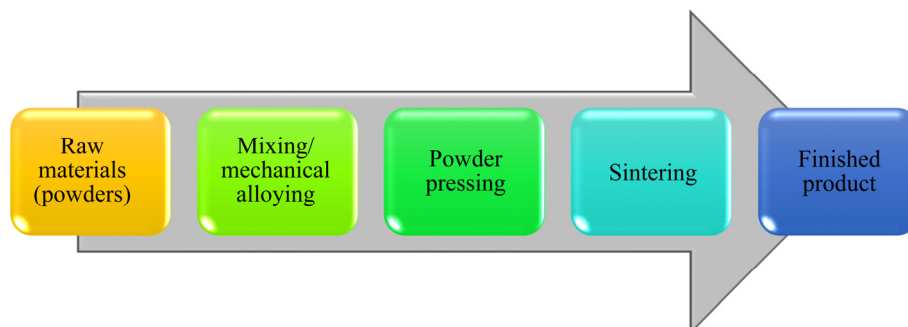 Raw
materials
(powders)
Mixing/
mechanical
alloying
Powder
pressing
Sintering
Finished
product